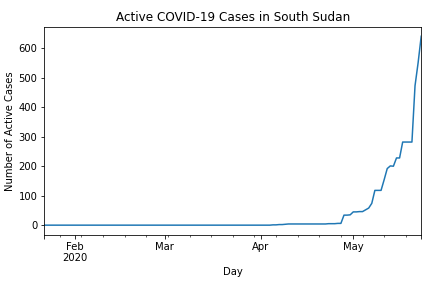 Active COVID-19 Cases in South Sudan
Number of Active Cases
600
500
400
300
200
100
0
Feb
2020
Mar
Apr
May
Day